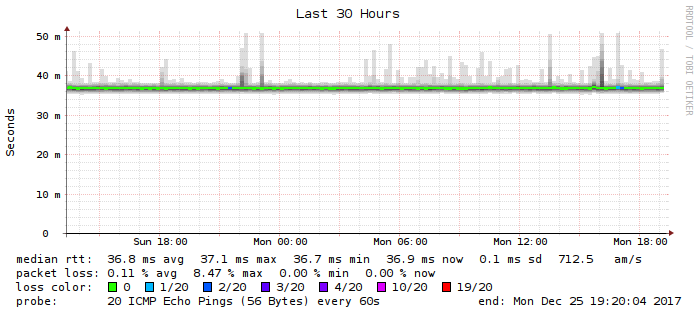 Last 30 Hours
RRDTOOL / TOBI OETIKER
Seconds
50 m
40 m
30 m
20 m
10 m
0
Sun 18:00 Mon 00:00 Mon 06:00 Mon 12:00 Mon 18:00
median rtt: 36.8 ms avg 37.1 ms max 36.7 ms min 36.9 ms now 0.1 ms sd 712.5 am/s
packet loss: 0.11 % avg 8.47 % max 0.00 % min 0.00 % now
loss color: 0 1/20 2/20 3/20 4/20 10/20 19/20
probe: 20 ICMP Echo Pings (56 Bytes) every 60s end: Mon Dec 25 19:20:04 2017